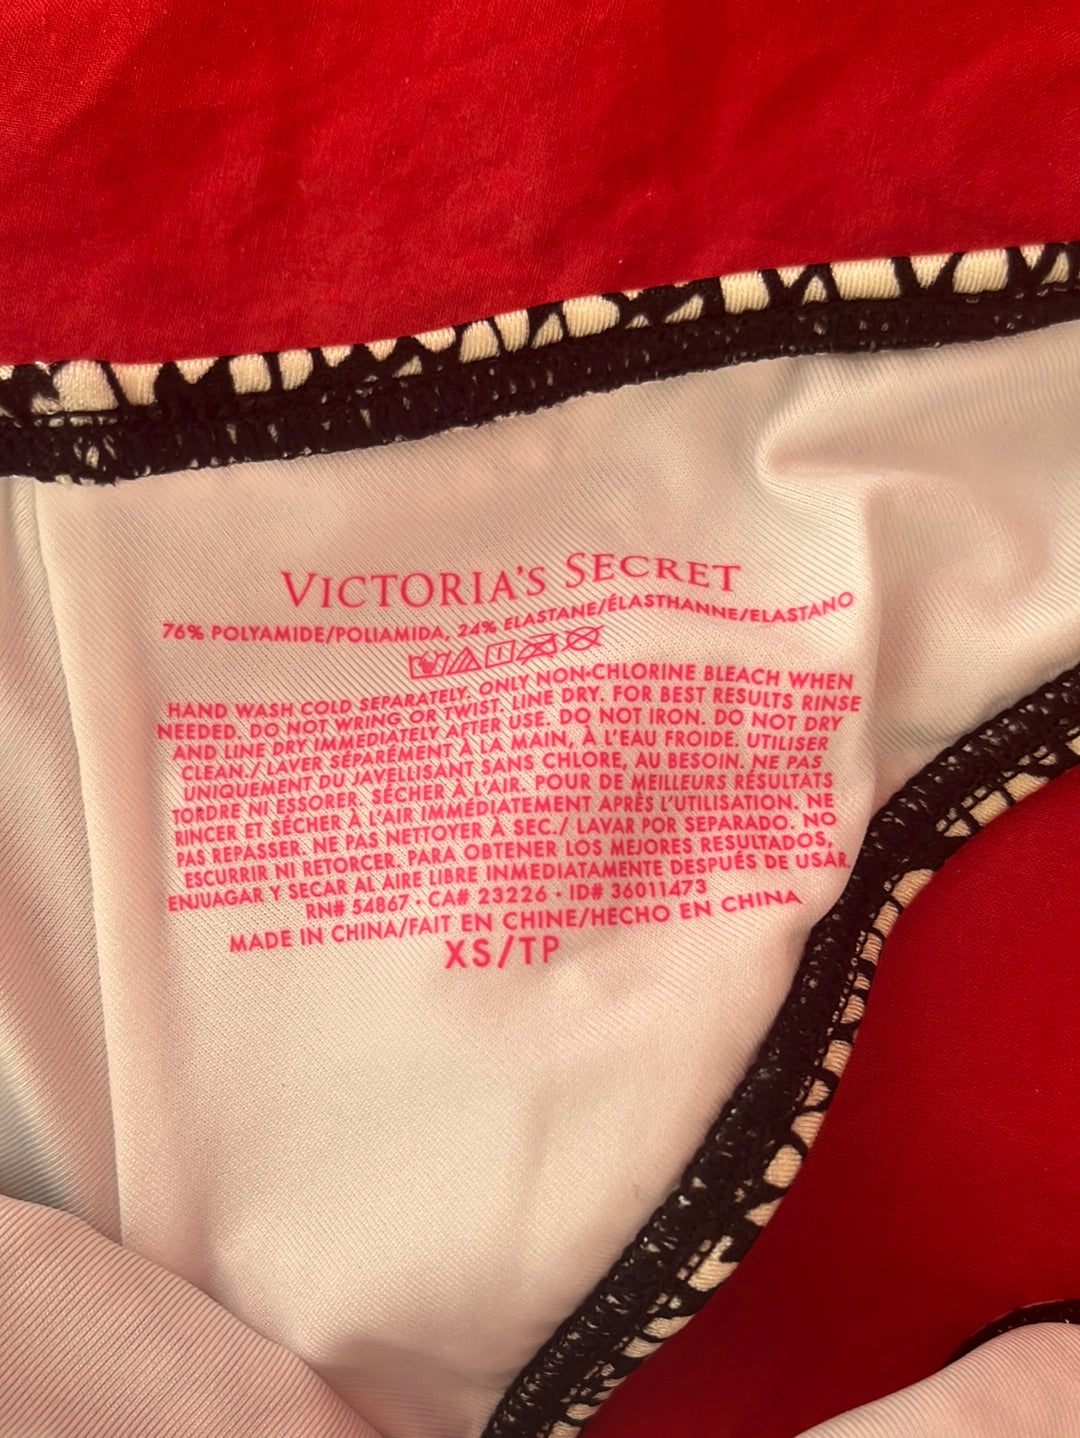 VICTORIA'S SECRET
76% POLYAMIDE/POLIAMIDA, 24% ELASTANE/ÉLASTHANNE/ELASTANO
HAND WASH COLD SEPARATELY. ONLY NON-CHLORINE BLEACH WHEN
NEEDED. DO NOT WRING OR TWIST. LINE DRY. FOR BEST RESULTS RINSE
AND LINE DRY IMMEDIATELY AFTER USE. DO NOT IRON. DO NOT DRY
CLEAN./ LAVER SÉPARÉMENT À LA MAIN, À L'EAU FROIDE. UTILISER
UNIQUEMENT DU JAVELLISANT SANS CHLORE, AU BESOIN. NE PAS
TORDRE NI ESSORER. SÉCHER À L'AIR. POUR DE MEILLEURS RÉSULTATS
RINCER ET SÉCHER À L'AIR IMMÉDIATEMENT APRÈS L'UTILISATION. NE
PAS REPASSER. NE PAS NETTOYER À SEC./ LAVAR POR SEPARADO. NO
ESCURRIR NI RETORCER. PARA OBTENER LOS MEJORES RESULTADOS,
ENJUAGAR Y SECAR AL AIRE LIBRE INMEDIATAMENTE DESPUÉS DE USAR.
RN# 54867 • CA# 23226 • ID# 36011473
MADE IN CHINA/FAIT EN CHINE/HECHO EN CHINA
XS/TP